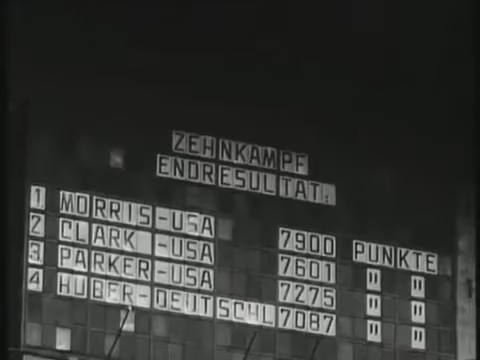 ZEHNKAMPF
ENDRESULTAT.
1 MORRIS-USA 7900 PUNKTE
2 CLARK -USA 7601 " "
3 PARKER-USA 7275 " "
4 HUBER-DEUTSCHL 7087 " "